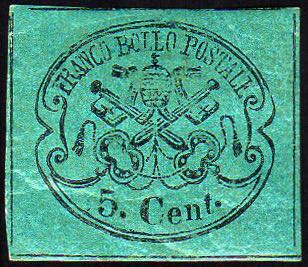 FRANCO BOLLO POSTALE
5. Cent.